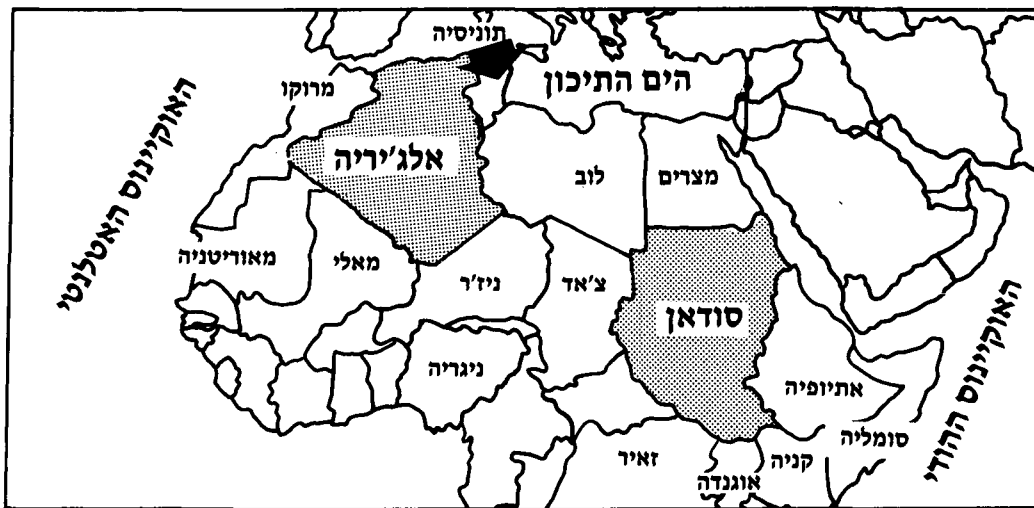 תוניסיה
הים התיכון
מרוקו
האוקיינוס האטלנטי
אלג'יריה
לוב
מצרים
מאוריטניה
מאלי
ניז'ר
צ'אד
סודאן
האוקיינוס ההודי
ניגריה
אתיופיה
סומליה
זאיר
אוגנדה
קניה